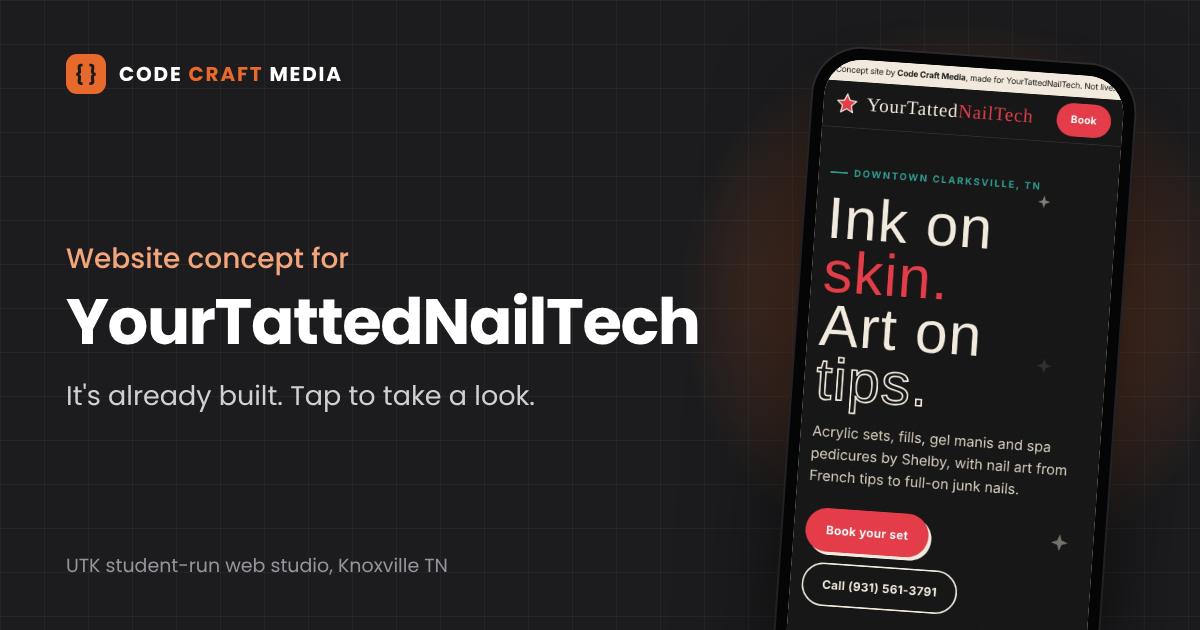 { } CODE CRAFT MEDIA
Website concept for
YourTattedNailTech
It's already built. Tap to take a look.
UTK student-run web studio, Knoxville TN
Concept site by Code Craft Media, made for YourTattedNailTech. Not live.
YourTattedNailTech
Book
DOWNTOWN CLARKSVILLE, TN
Ink on
skin.
Art on
tips.
Acrylic sets, fills, gel manis and spa
pedicures by Shelby, with nail art from
French tips to full-on junk nails.
Book your set
Call (931) 561-3791